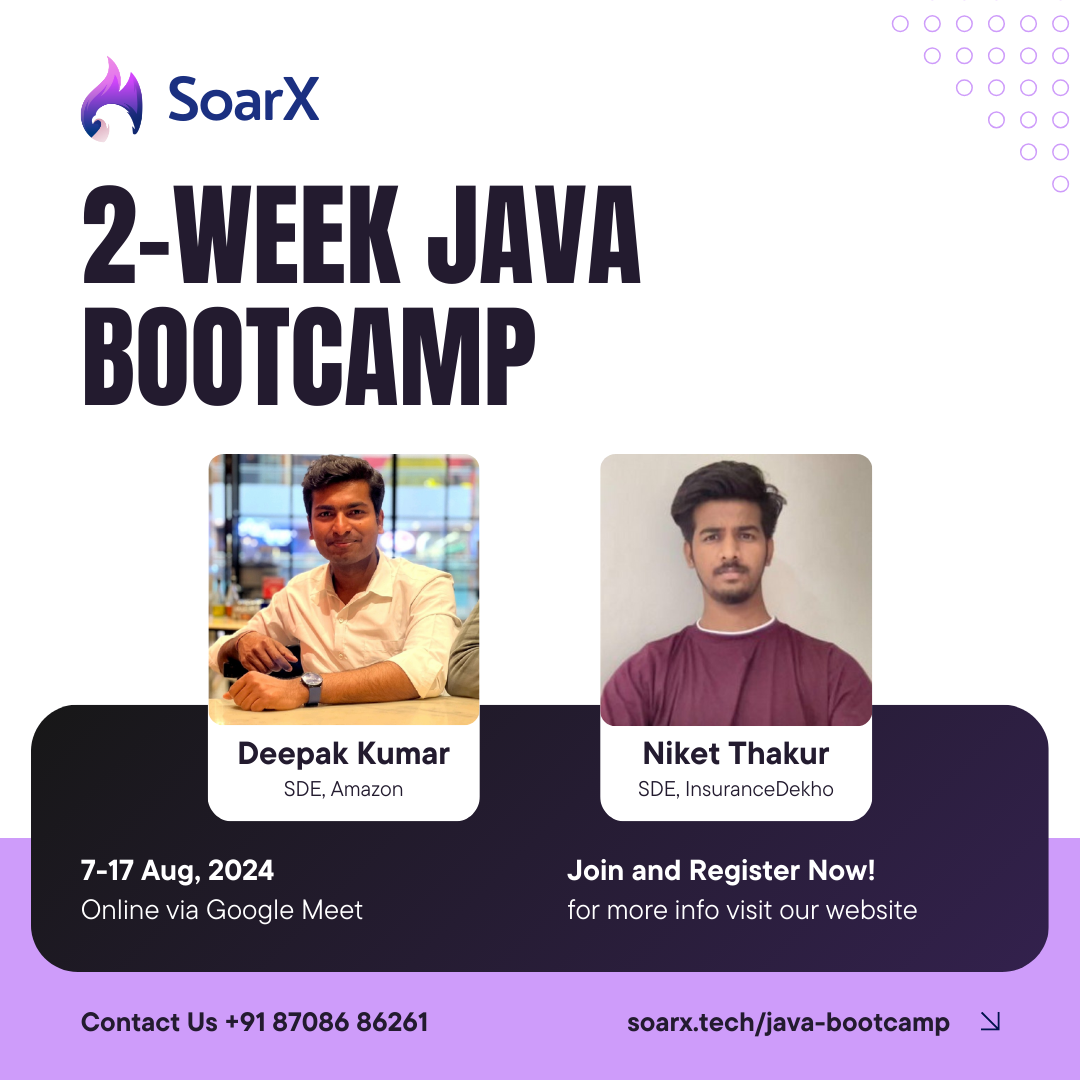 SoarX
2-WEEK JAVA
BOOTCAMP
Deepak Kumar
SDE, Amazon
Niket Thakur
SDE, InsuranceDekho
7-17 Aug, 2024
Online via Google Meet
Join and Register Now!
for more info visit our website
Contact Us +91 87086 86261
soarx.tech/java-bootcamp